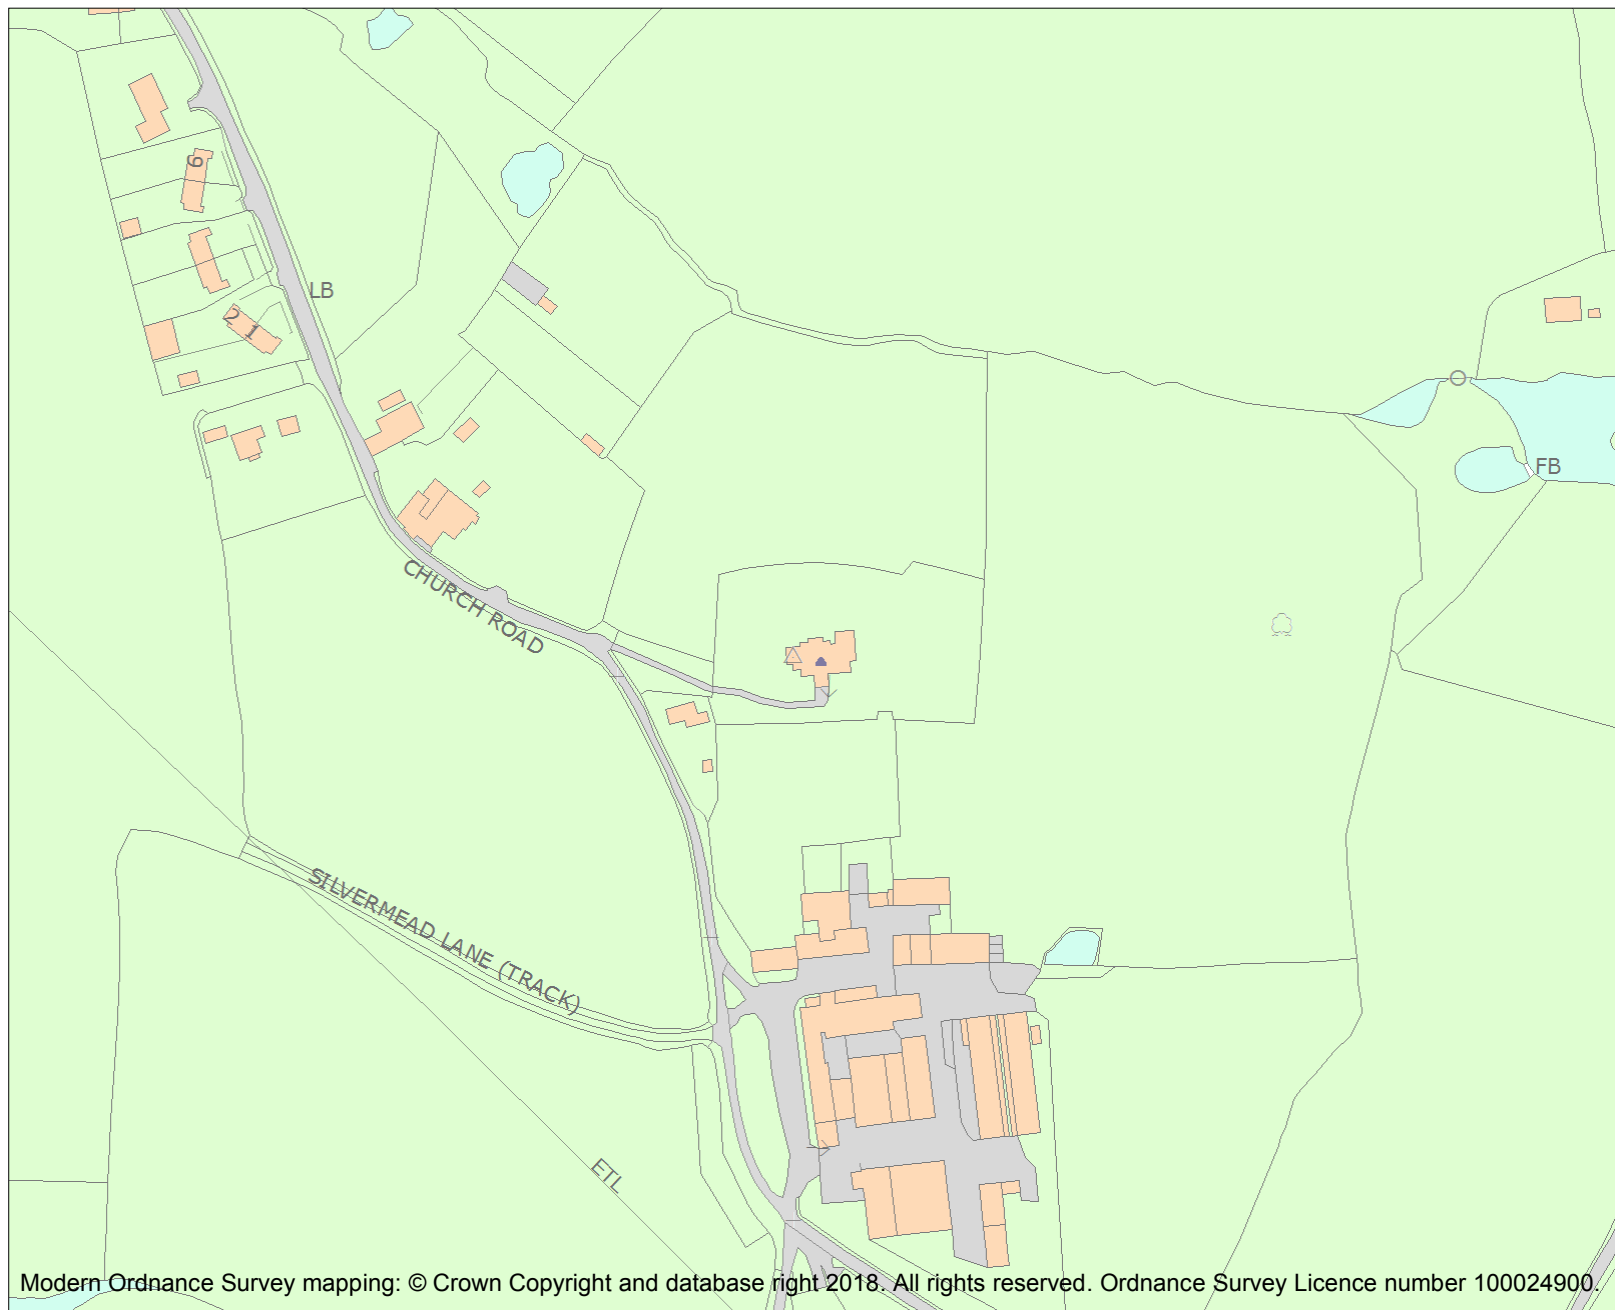 6
LB
2 1
FB
CHURCH ROAD
SILVERMEAD LANE (TRACK)
ETL
Modern Ordnance Survey mapping: © Crown Copyright and database right 2018. All rights reserved. Ordnance Survey Licence number 100024900.